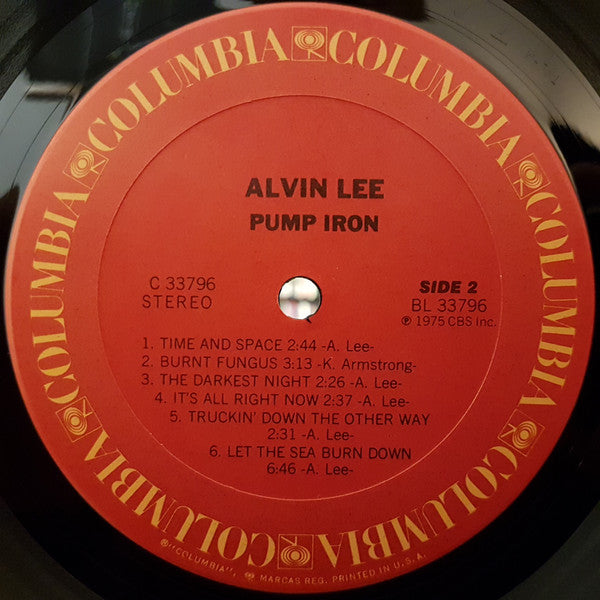 COLUMBIA COLUMBIA COLUMBIA COLUMBIA COLUMBIA COLUMBIA
ALVIN LEE
PUMP IRON
C 33796
STEREO
SIDE 2
BL 33796
℗ 1975 CBS Inc.
1. TIME AND SPACE 2:44 -A. Lee-
2. BURNT FUNGUS 3:13 -K. Armstrong-
3. THE DARKEST NIGHT 2:26 -A. Lee-
4. IT'S ALL RIGHT NOW 2:37 -A. Lee-
5. TRUCKIN' DOWN THE OTHER WAY
2:31 -A. Lee-
6. LET THE SEA BURN DOWN
6:46 -A. Lee-
"COLUMBIA", MARCAS REG. PRINTED IN U.S.A.